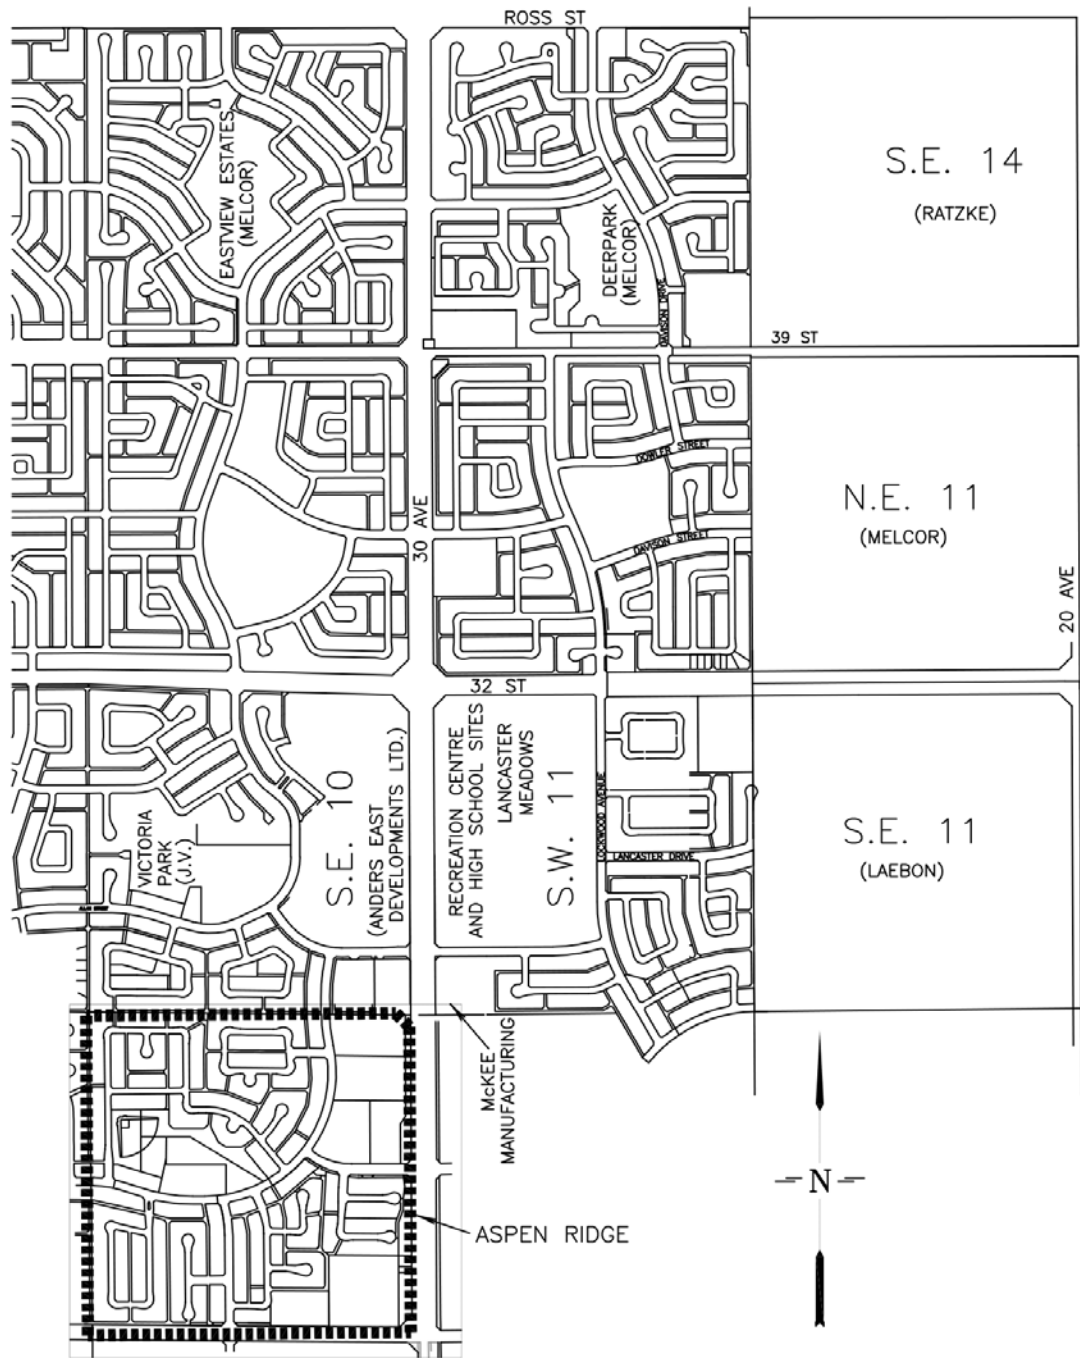 ROSS ST
EASTVIEW ESTATES
(MELCOR)
DEERPARK
(MELCOR)
DAVISON DRIVE
S.E. 14
(RATZKE)
39 ST
30 AVE
DOWLER STREET
DAVISON STREET
N.E. 11
(MELCOR)
20 AVE
32 ST
VICTORIA
PARK
(J.V.)
S.E. 10
(ANDERS EAST
DEVELOPMENTS LTD.)
RECREATION CENTRE
AND HIGH SCHOOL SITES
LANCASTER
MEADOWS
S.W. 11
LOCKWOOD AVENUE
LANCASTER DRIVE
S.E. 11
(LAEBON)
McKEE
MANUFACTURING
ASPEN RIDGE
N